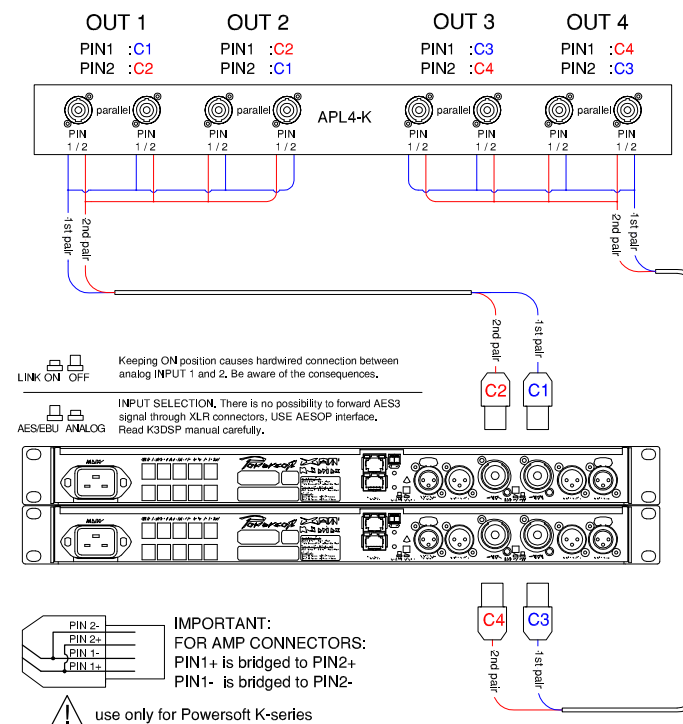 OUT 1 OUT 2 OUT 3 OUT 4
PIN1 :C1 PIN1 :C2 PIN1 :C3 PIN1 :C4
PIN2 :C2 PIN2 :C1 PIN2 :C4 PIN2 :C3
parallel parallel APL4-K parallel parallel
PIN PIN PIN PIN PIN PIN PIN PIN
1 / 2 1 / 2 1 / 2 1 / 2 1 / 2 1 / 2 1 / 2 1 / 2
1st pair 2nd pair 2nd pair 1st pair
2nd pair 1st pair
LINK ON OFF
Keeping ON position causes hardwired connection between
analog INPUT 1 and 2. Be aware of the consequences.
C2 C1
AES/EBU ANALOG
INPUT SELECTION. There is no possibility to forward AES3
signal through XLR connectors, USE AESOP interface.
Read K3DSP manual carefully.
Powersoft
Powersoft
C4 C3
2nd pair 1st pair
PIN 2-
PIN 2+
PIN 1-
PIN 1+
IMPORTANT:
FOR AMP CONNECTORS:
PIN1+ is bridged to PIN2+
PIN1- is bridged to PIN2-
use only for Powersoft K-series